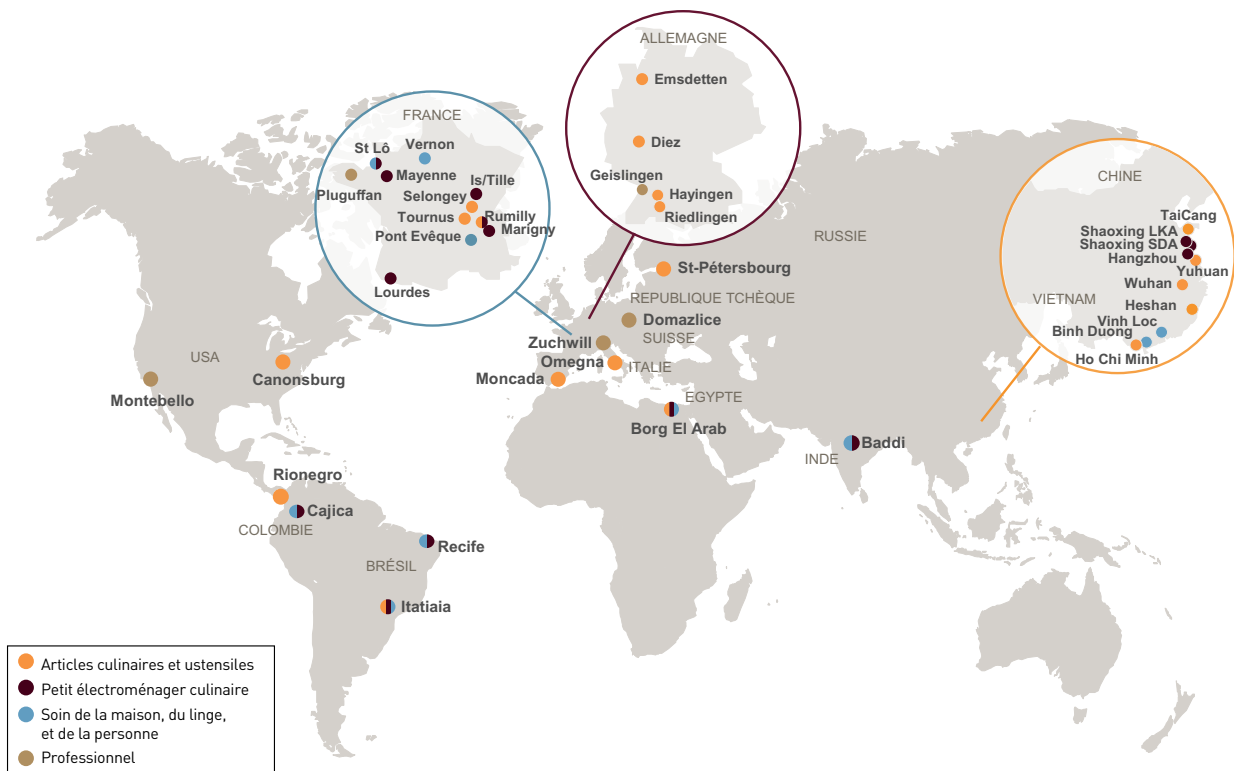 FRANCE
St Lô
Vernon
Mayenne
Is/Tille
Pluguffan
Selongey
Tournus
Rumilly
Marigny
Pont Evêque
Lourdes
ALLEMAGNE
Emsdetten
Diez
Geislingen
Hayingen
Riedlingen
CHINE
TaiCang
Shaoxing LKA
Shaoxing SDA
Hangzhou
Yuhuan
Wuhan
Heshan
VIETNAM
Vinh Loc
Binh Duong
Ho Chi Minh
RUSSIE
St-Pétersbourg
REPUBLIQUE TCHÈQUE
Domazlice
SUISSE
Zuchwill
Omegna
ITALIE
Moncada
USA
Canonsburg
Montebello
EGYPTE
Borg El Arab
INDE
Baddi
Rionegro
Cajica
COLOMBIE
Recife
BRÉSIL
Itatiaia
Articles culinaires et ustensiles
Petit électroménager culinaire
Soin de la maison, du linge,
et de la personne
Professionnel